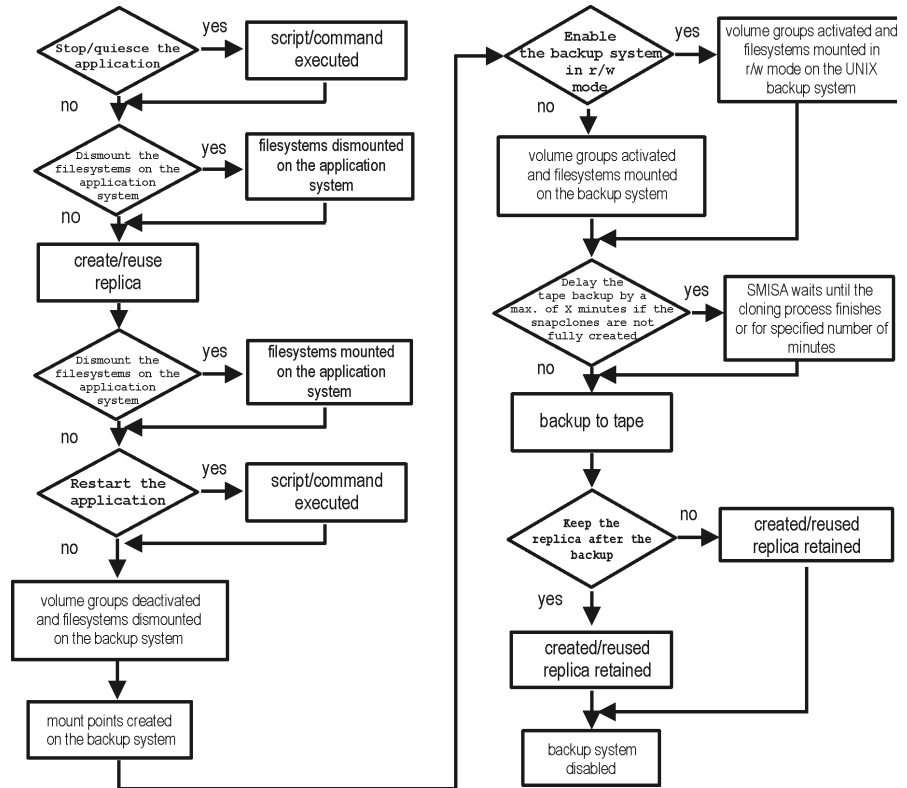 Stop/quiesce the
application
yes
script/command
executed
no
Dismount the
filesystems on the
application
system
yes
filesystems dismounted
on the application
system
no
create/reuse
replica
Dismount the
filesystems on the
application
system
yes
filesystems mounted
on the application
system
no
Restart the
application
yes
script/command
executed
no
volume groups deactivated
and filesystems dismounted
on the backup system
mount points created
on the backup system
Enable
the backup system
in r/w
mode
yes
volume groups activated and
filesystems mounted in
r/w mode on the UNIX
backup system
no
volume groups activated
and filesystems mounted
on the backup system
Delay the
tape backup by a
max. of X minutes if the
snapclones are not
fully created
yes
SMISA waits until the
cloning process finishes
or for specified number of
minutes
no
backup to tape
Keep the
replica after the
backup
no
created/reused
replica retained
yes
created/reused
replica retained
backup system
disabled